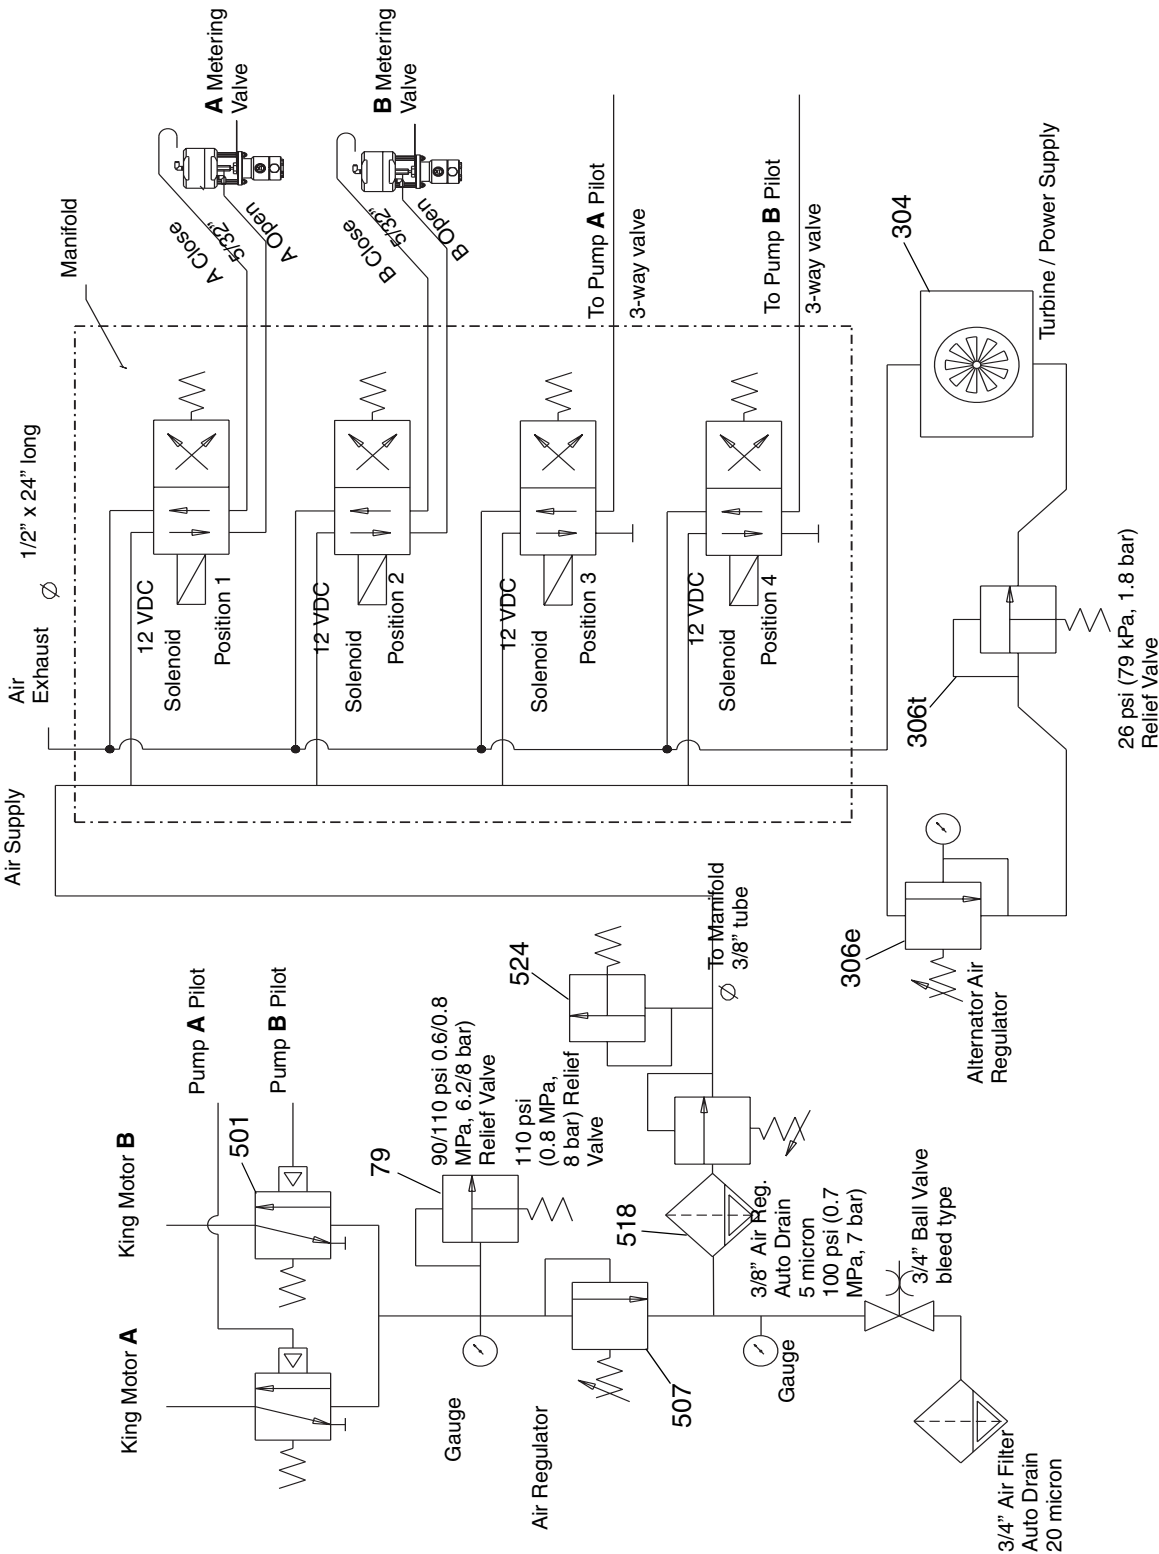 Air Supply
Air
Exhaust
Ø 1/2” x 24” long
Manifold
A Metering
Valve
A Close
5/32”
A Open
B Metering
Valve
B Close
5/32”
B Open
12 VDC
Solenoid
Position 1
12 VDC
Solenoid
Position 2
12 VDC
Solenoid
Position 3
12 VDC
Solenoid
Position 4
To Pump A Pilot
3-way valve
To Pump B Pilot
3-way valve
304
Turbine / Power Supply
306t
26 psi (79 kPa, 1.8 bar)
Relief Valve
306e
Alternator Air
Regulator
King Motor A
King Motor B
Pump A Pilot
Pump B Pilot
501
79
90/110 psi 0.6/0.8
MPa, 6.2/8 bar)
Relief Valve
524
110 psi
(0.8 MPa,
8 bar) Relief
Valve
To Manifold
Ø 3/8” tube
Gauge
Air Regulator
507
518
3/8” Air Reg.
Auto Drain
5 micron
100 psi (0.7
MPa, 7 bar)
Gauge
3/4” Ball Valve
bleed type
3/4” Air Filter
Auto Drain
20 micron